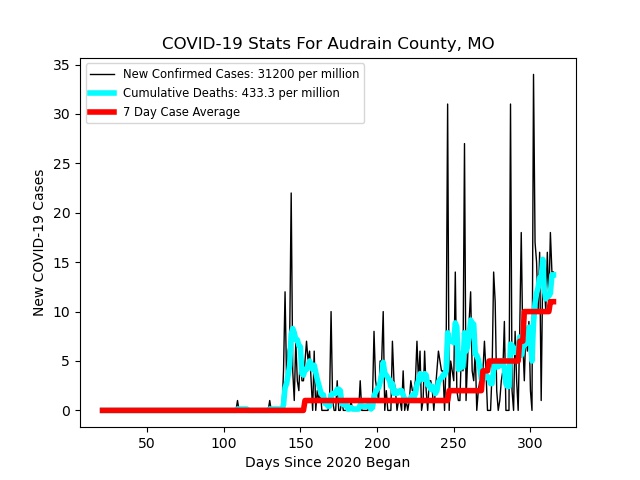 COVID-19 Stats For Audrain County, MO
New Confirmed Cases: 31200 per million
Cumulative Deaths: 433.3 per million
7 Day Case Average
New COVID-19 Cases
35
30
25
20
15
10
5
0
50 100 150 200 250 300
Days Since 2020 Began